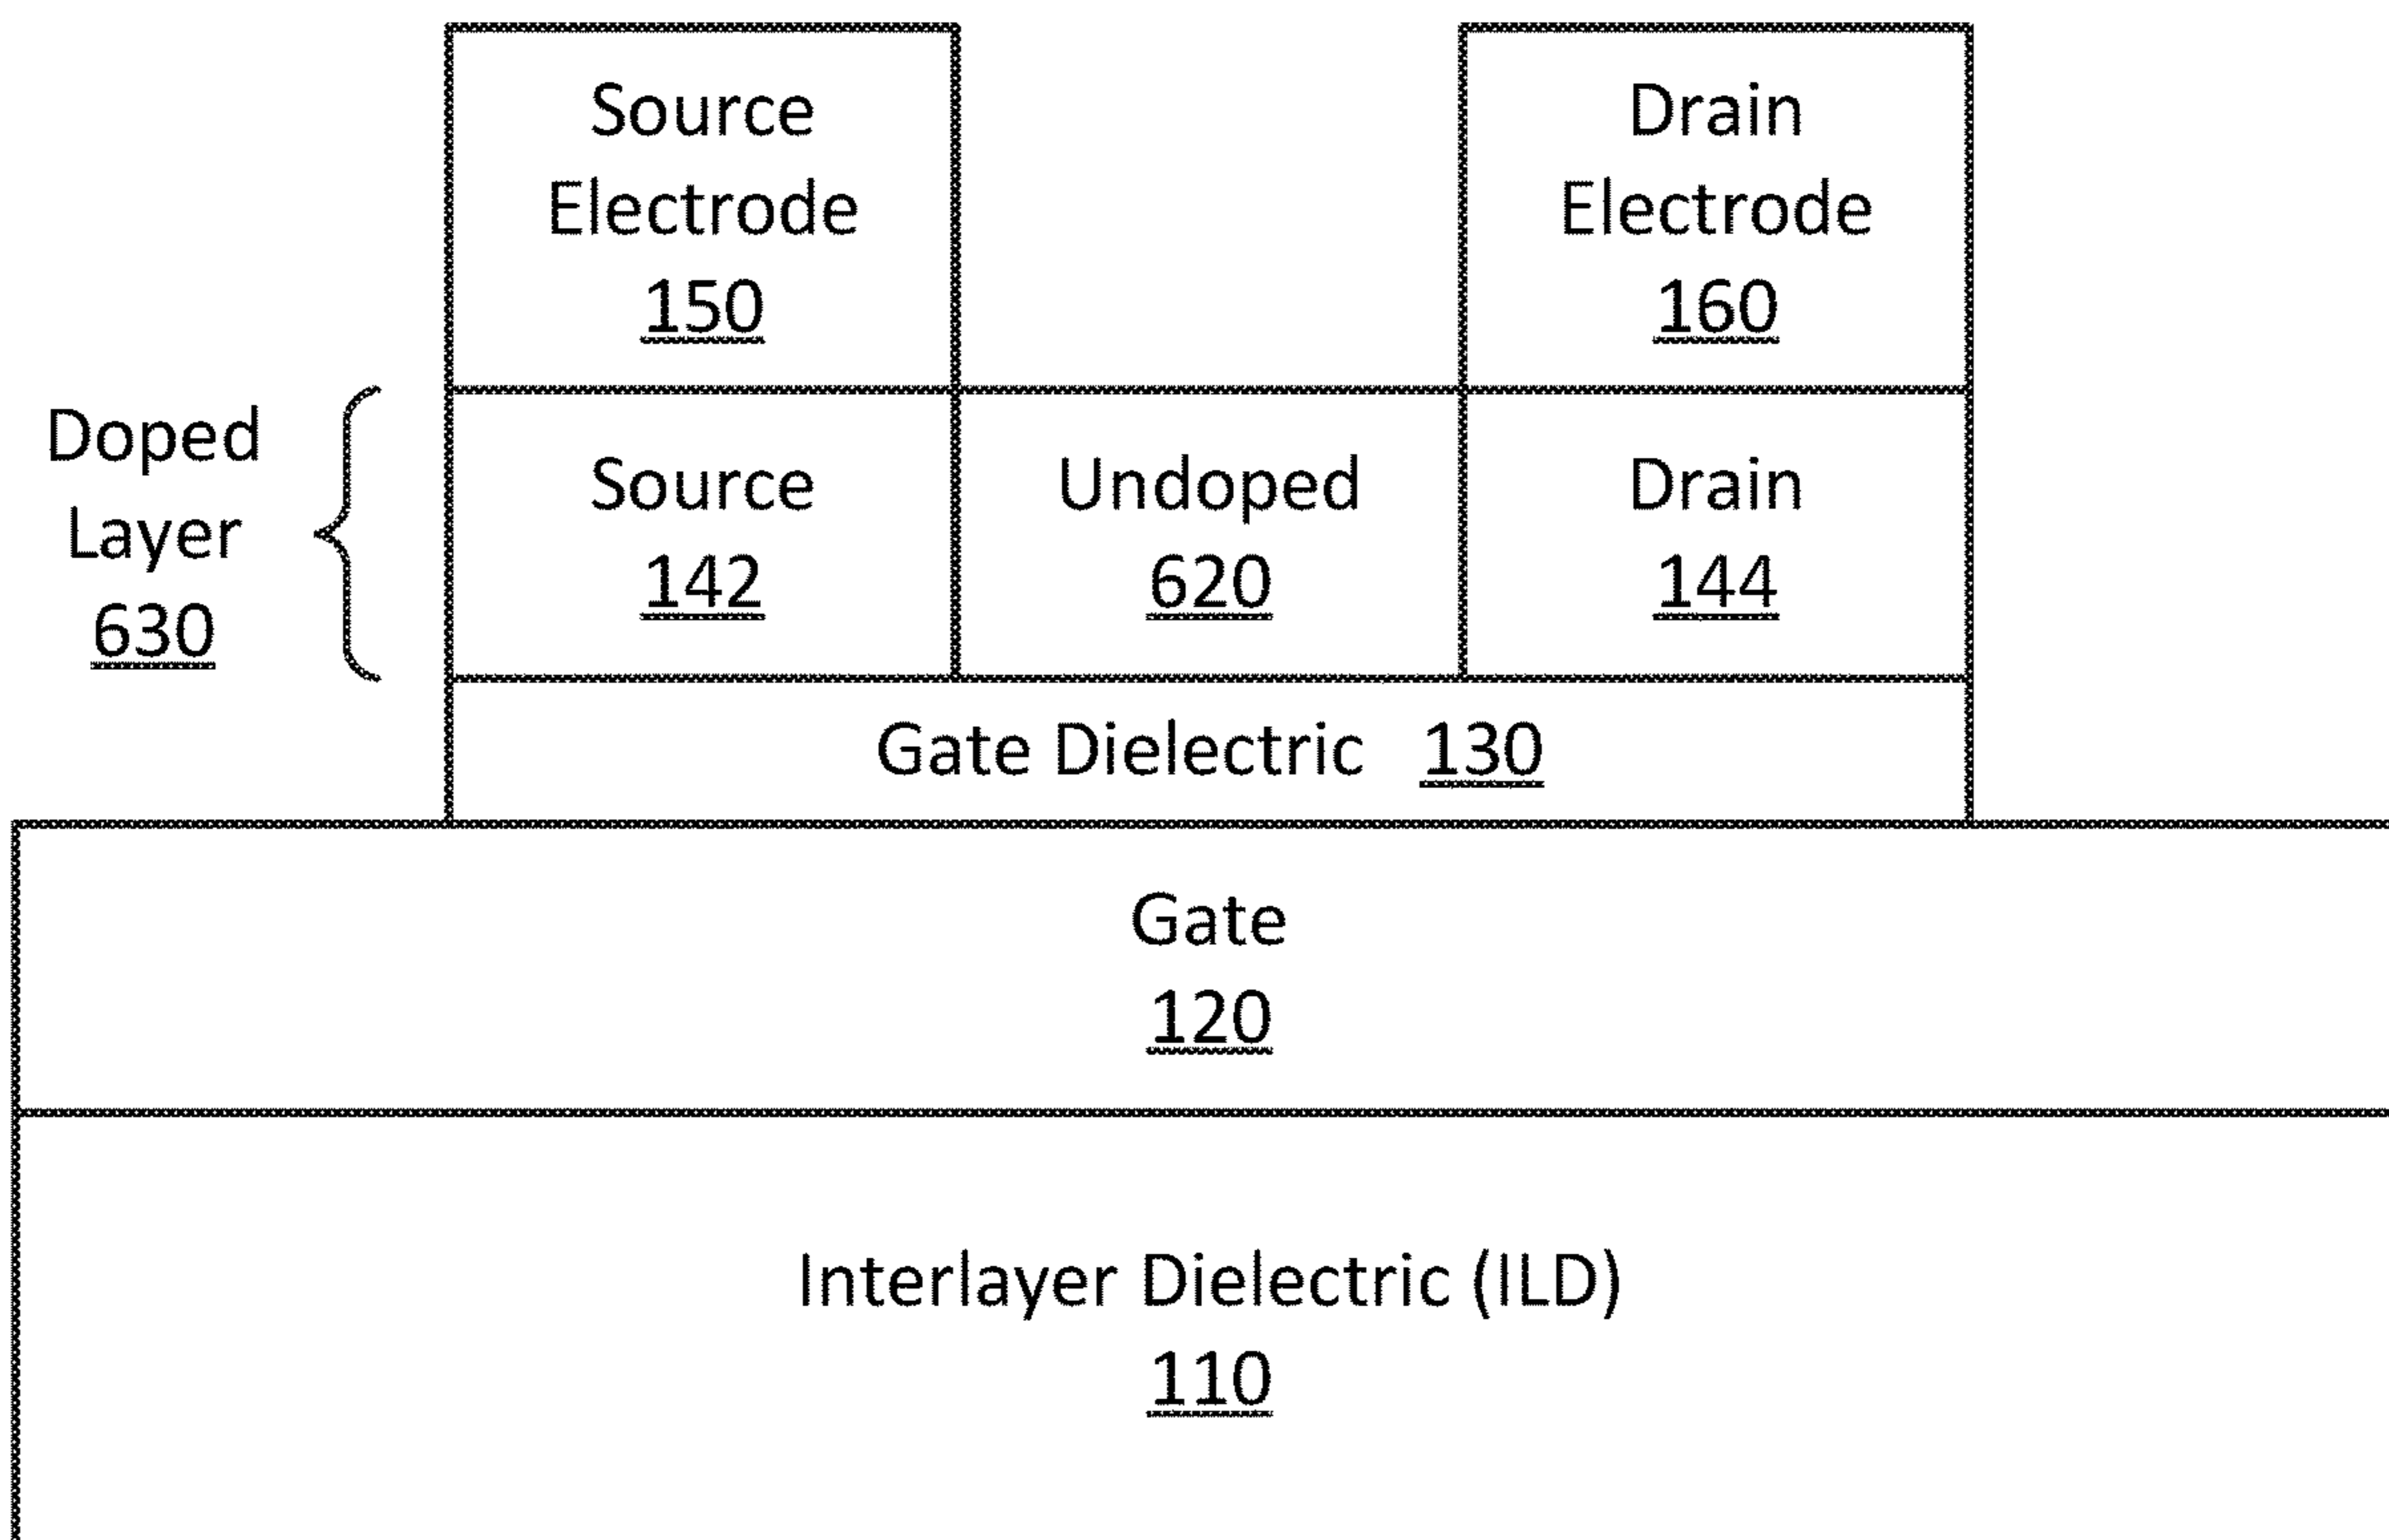 Source
Electrode
150
Drain
Electrode
160
Doped
Layer
630
Source
142
Undoped
620
Drain
144
Gate Dielectric 130
Gate
120
Interlayer Dielectric (ILD)
110